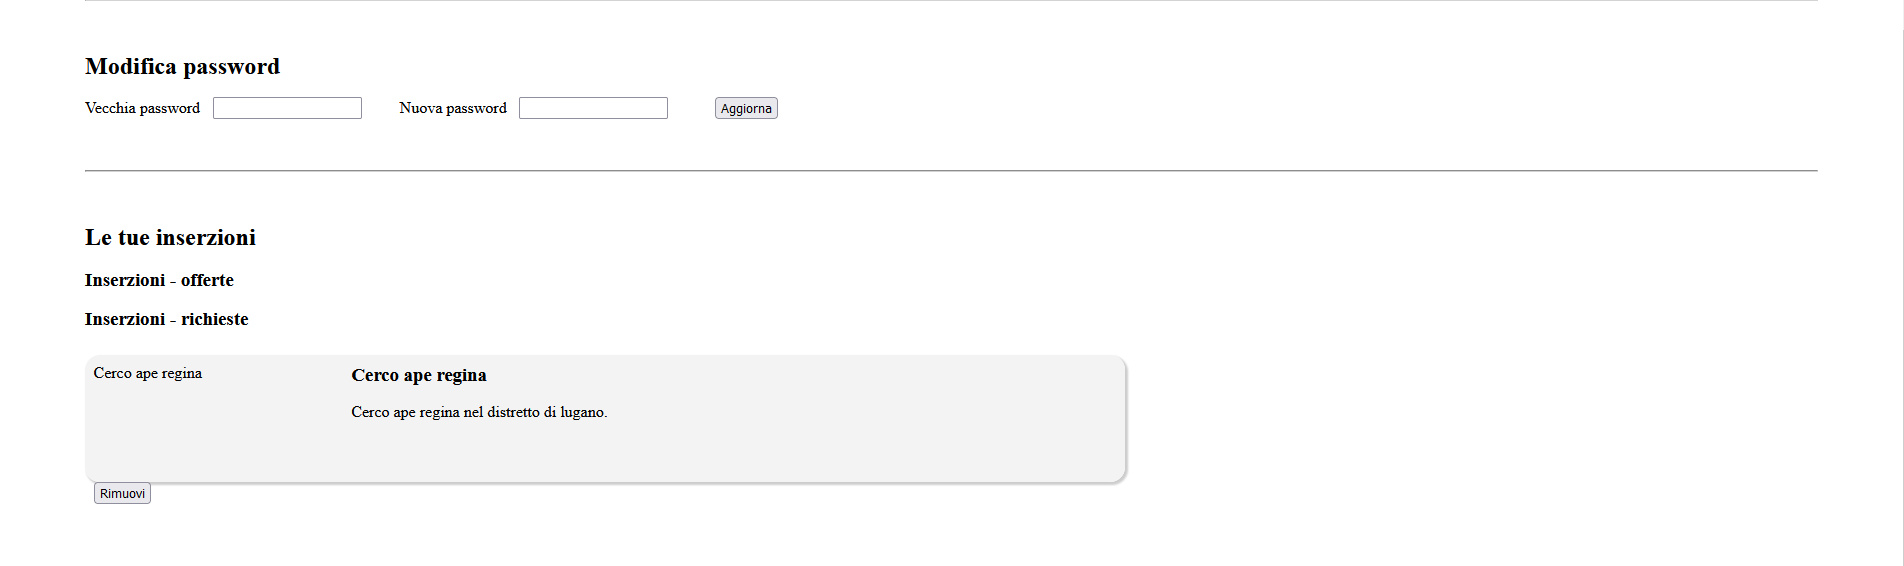 Modifica password
Vecchia password Nuova password Aggiorna
Le tue inserzioni
Inserzioni - offerte
Inserzioni - richieste
Cerco ape regina Cerco ape regina
Cerco ape regina nel distretto di lugano.
Rimuovi